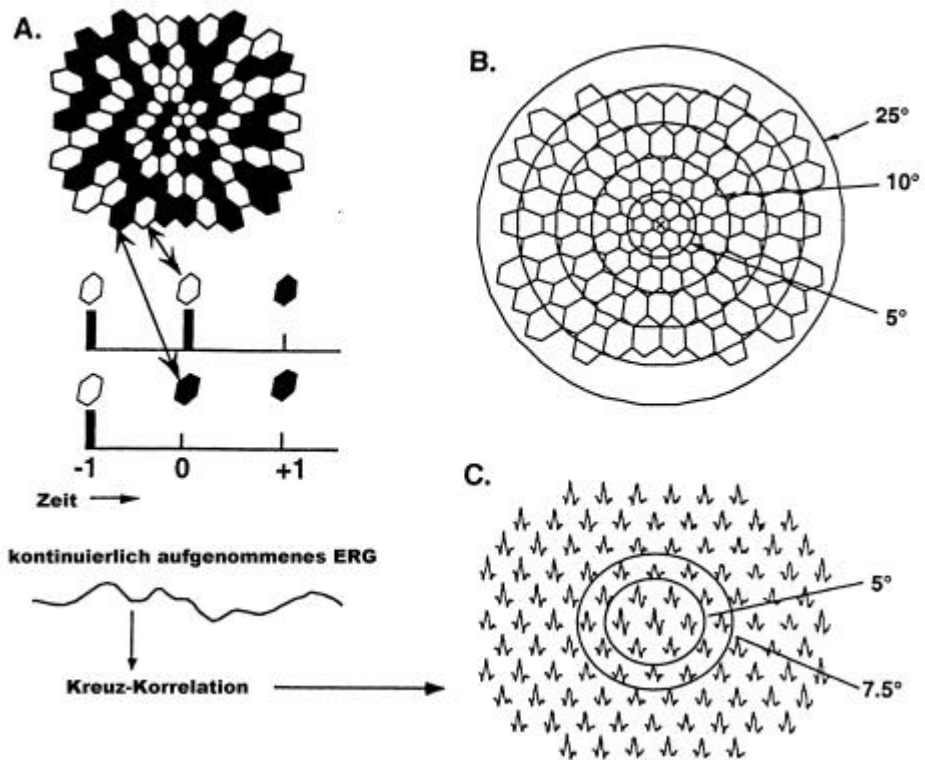 A.
-1 0 +1
Zeit
kontinuierlich aufgenommenes ERG
Kreuz-Korrelation
B.
25°
10°
5°
C.
5°
7.5°